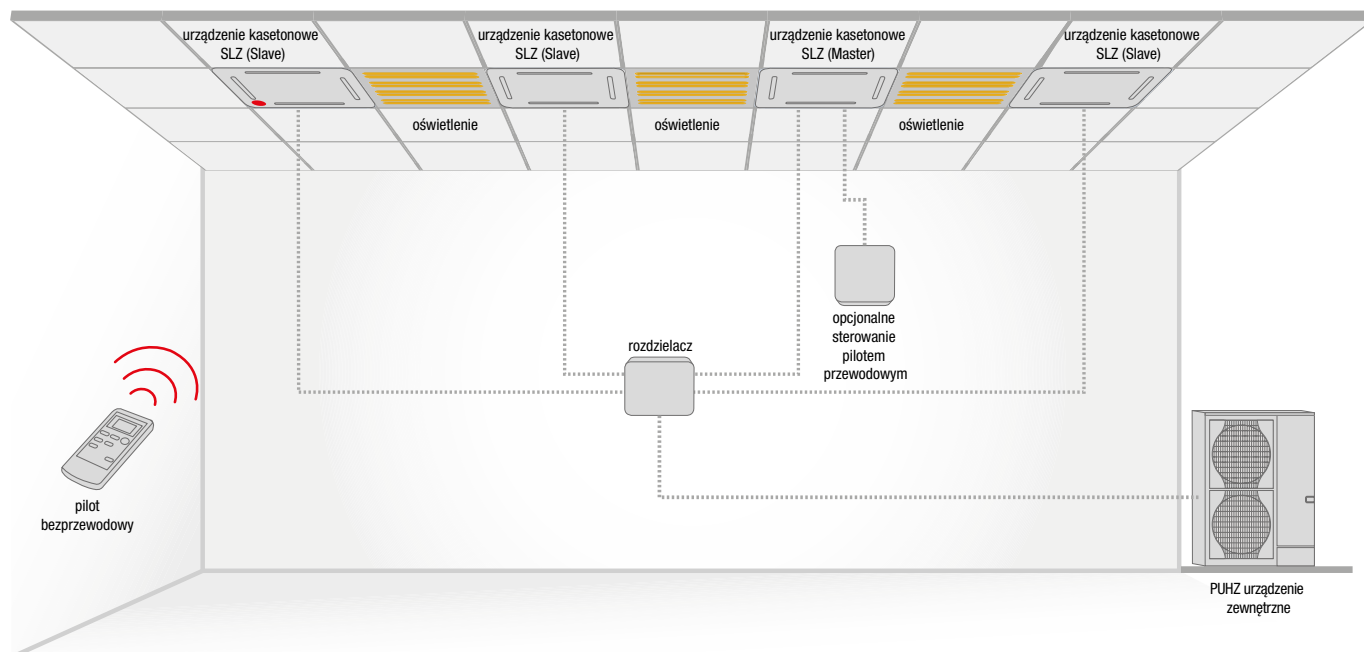 urządzenie kasetonowe
SLZ (Slave)
urządzenie kasetonowe
SLZ (Slave)
urządzenie kasetonowe
SLZ (Master)
urządzenie kasetonowe
SLZ (Slave)
oświetlenie
oświetlenie
oświetlenie
opcjonalne
sterowanie
pilotem
przewodowym
rozdzielacz
pilot
bezprzewodowy
PUHZ urządzenie
zewnętrzne